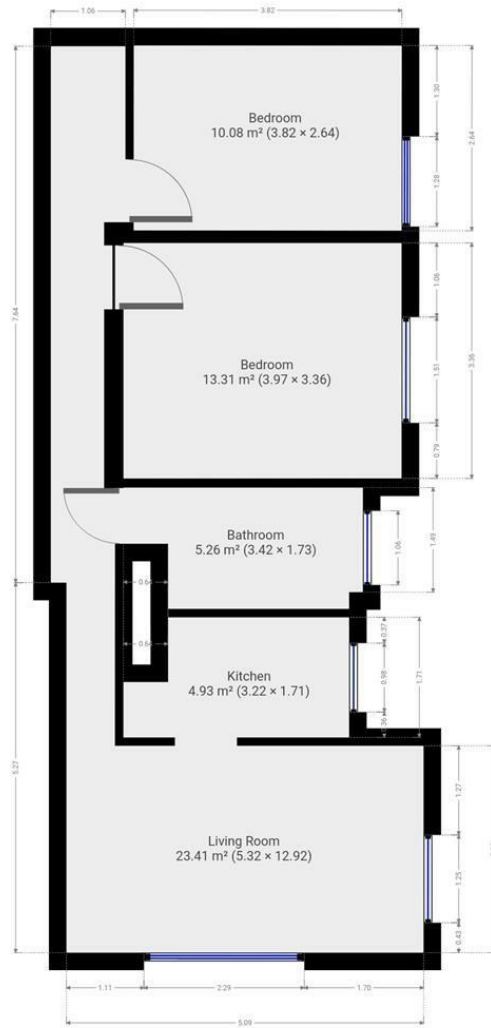 1.06
3.82
Bedroom
10.08 m² (3.82 × 2.64)
1.30
2.64
1.28
7.64
1.06
Bedroom
13.31 m² (3.97 × 3.36)
1.51
3.36
0.79
Bathroom
5.26 m² (3.42 × 1.73)
1.06
1.49
0.6
0.6
0.37
Kitchen
4.93 m² (3.22 × 1.71)
0.98
1.71
0.36
5.27
1.27
Living Room
23.41 m² (5.32 × 12.92)
1.25
0.43
1.11
2.29
1.70
5.09